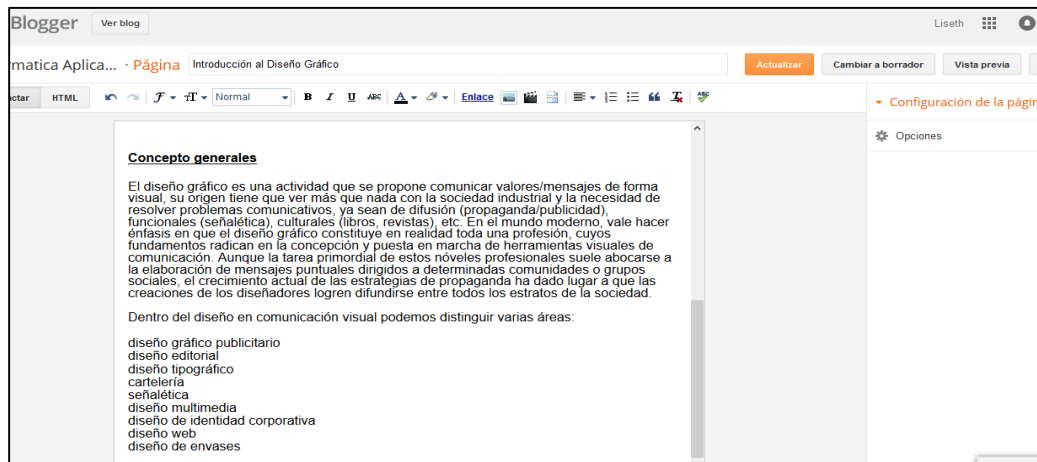 Blogger Ver blog Liseth
rmatica Aplica... · Página Introducción al Diseño Gráfico Actualizar Cambiar a borrador Vista previa
actar HTML Normal B I U ABC A Enlace
Configuración de la págin
Opciones
Concepto generales
El diseño gráfico es una actividad que se propone comunicar valores/mensajes de forma
visual, su origen tiene que ver más que nada con la sociedad industrial y la necesidad de
resolver problemas comunicativos, ya sean de difusión (propaganda/publicidad),
funcionales (señalética), culturales (libros, revistas), etc. En el mundo moderno, vale hacer
énfasis en que el diseño gráfico constituye en realidad toda una profesión, cuyos
fundamentos radican en la concepción y puesta en marcha de herramientas visuales de
comunicación. Aunque la tarea primordial de estos nóveles profesionales suele abocarse a
la elaboración de mensajes puntuales dirigidos a determinadas comunidades o grupos
sociales, el crecimiento actual de las estrategias de propaganda ha dado lugar a que las
creaciones de los diseñadores logren difundirse entre todos los estratos de la sociedad.
Dentro del diseño en comunicación visual podemos distinguir varias áreas:
diseño gráfico publicitario
diseño editorial
diseño tipográfico
cartelería
señalética
diseño multimedia
diseño de identidad corporativa
diseño web
diseño de envases